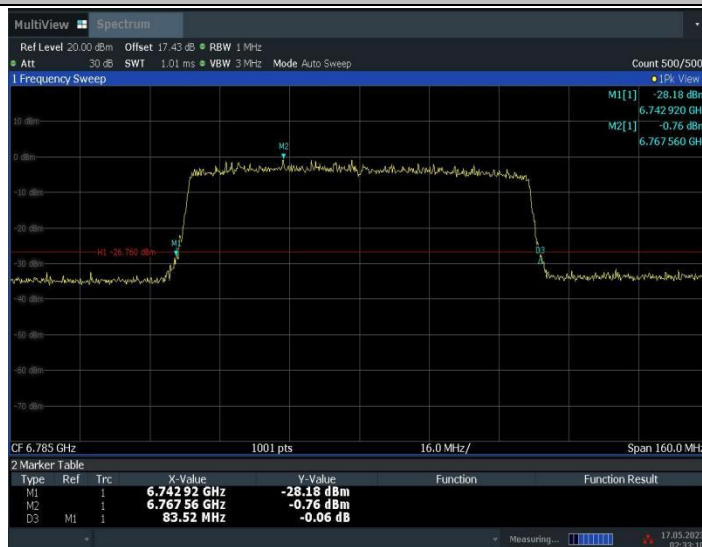 MultiView Spectrum
Ref Level 20.00 dBm Offset 17.43 dB RBW 1 MHz
Att 30 dB SWT 1.01 ms VBW 3 MHz Mode Auto Sweep Count 500/500
1 Frequency Sweep 1Pk View
M1[1] -28.18 dBm
6.742 920 GH
10 dBm M2[1] -0.76 dBm
6.767 560 GH
M2
0 dBm
-10 dBm
-20 dBm
M1
H1 -26.760 dBm D3
-30 dBm
-40 dBm
-50 dBm
-60 dBm
-70 dBm
CF 6.785 GHz 1001 pts 16.0 MHz/ Span 160.0 MHz
2 Marker Table
Type Ref Trc X-Value Y-Value Function Function Result
M1 1 6.742 92 GHz -28.18 dBm
M2 1 6.767 56 GHz -0.76 dBm
D3 M1 1 83.52 MHz -0.06 dB
Measuring... 17.05.202